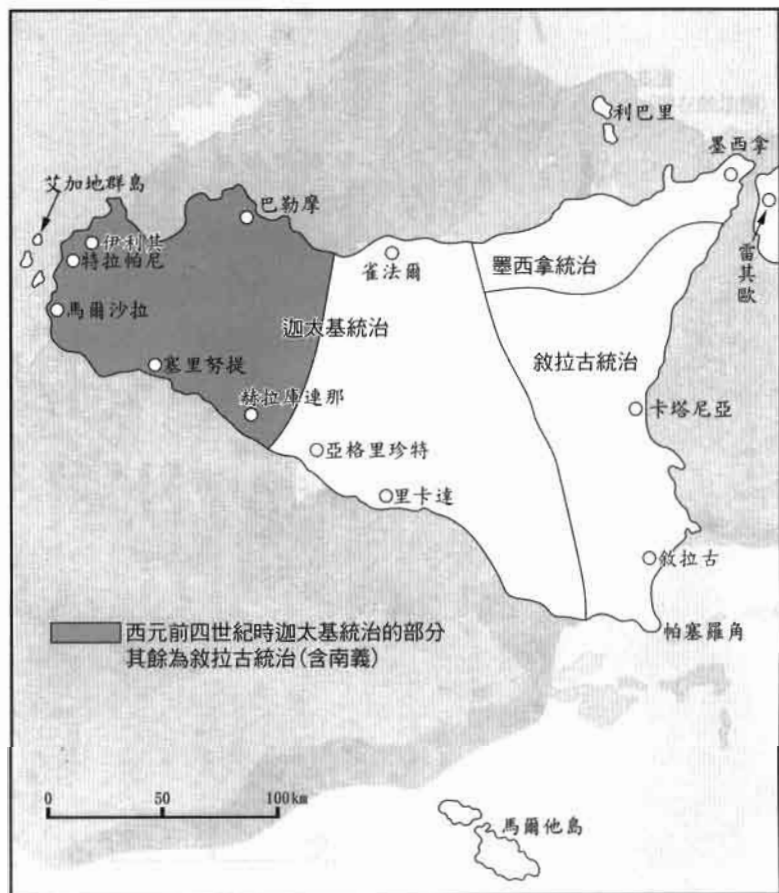 利巴里
墨西拿
艾加地群島
巴勒摩
伊利其
特拉帕尼
雷其歐
雀法爾
墨西拿統治
馬爾沙拉
迦太基統治
敘拉古統治
塞里努提
赫拉庫連那
卡塔尼亞
亞格里珍特
里卡達
敘拉古
西元前四世紀時迦太基統治的部分
其餘為敘拉古統治(含南義)
帕塞羅角
0 50 100km
馬爾他島